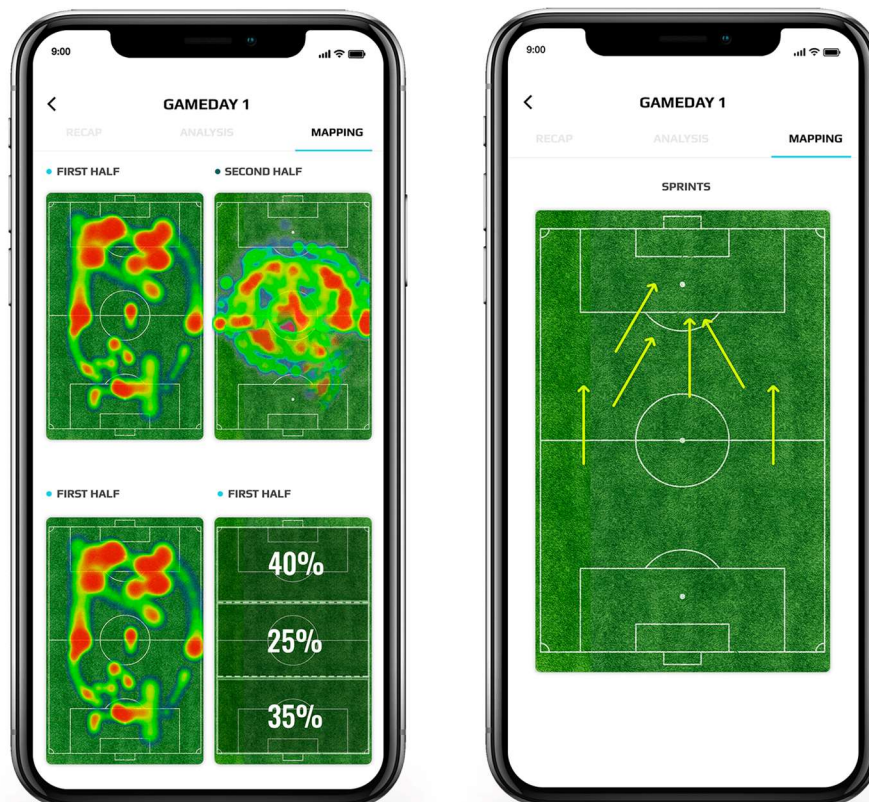 9:00
GAMEDAY 1
RECAP ANALYSIS MAPPING
FIRST HALF SECOND HALF
FIRST HALF FIRST HALF
40%
25%
35%
9:00
GAMEDAY 1
RECAP ANALYSIS MAPPING
SPRINTS